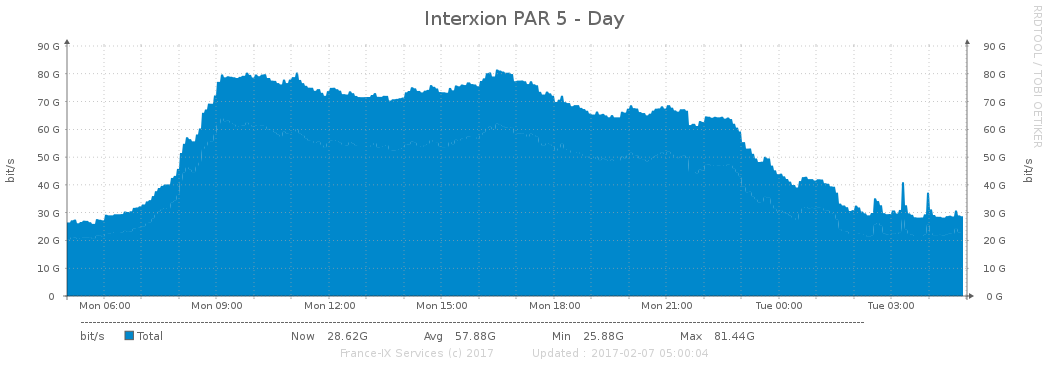 Interxion PAR 5 - Day
RRDTOOL / TOBI OETIKER
bit/s
90 G
80 G
70 G
60 G
50 G
40 G
30 G
20 G
10 G
0
90 G
80 G
70 G
60 G
50 G
40 G
30 G
20 G
10 G
0 G
bit/s
Mon 06:00 Mon 09:00 Mon 12:00 Mon 15:00 Mon 18:00 Mon 21:00 Tue 00:00 Tue 03:00
bit/s Total Now 28.62G Avg 57.88G Min 25.88G Max 81.44G
France-IX Services (c) 2017 Updated : 2017-02-07 05:00:04